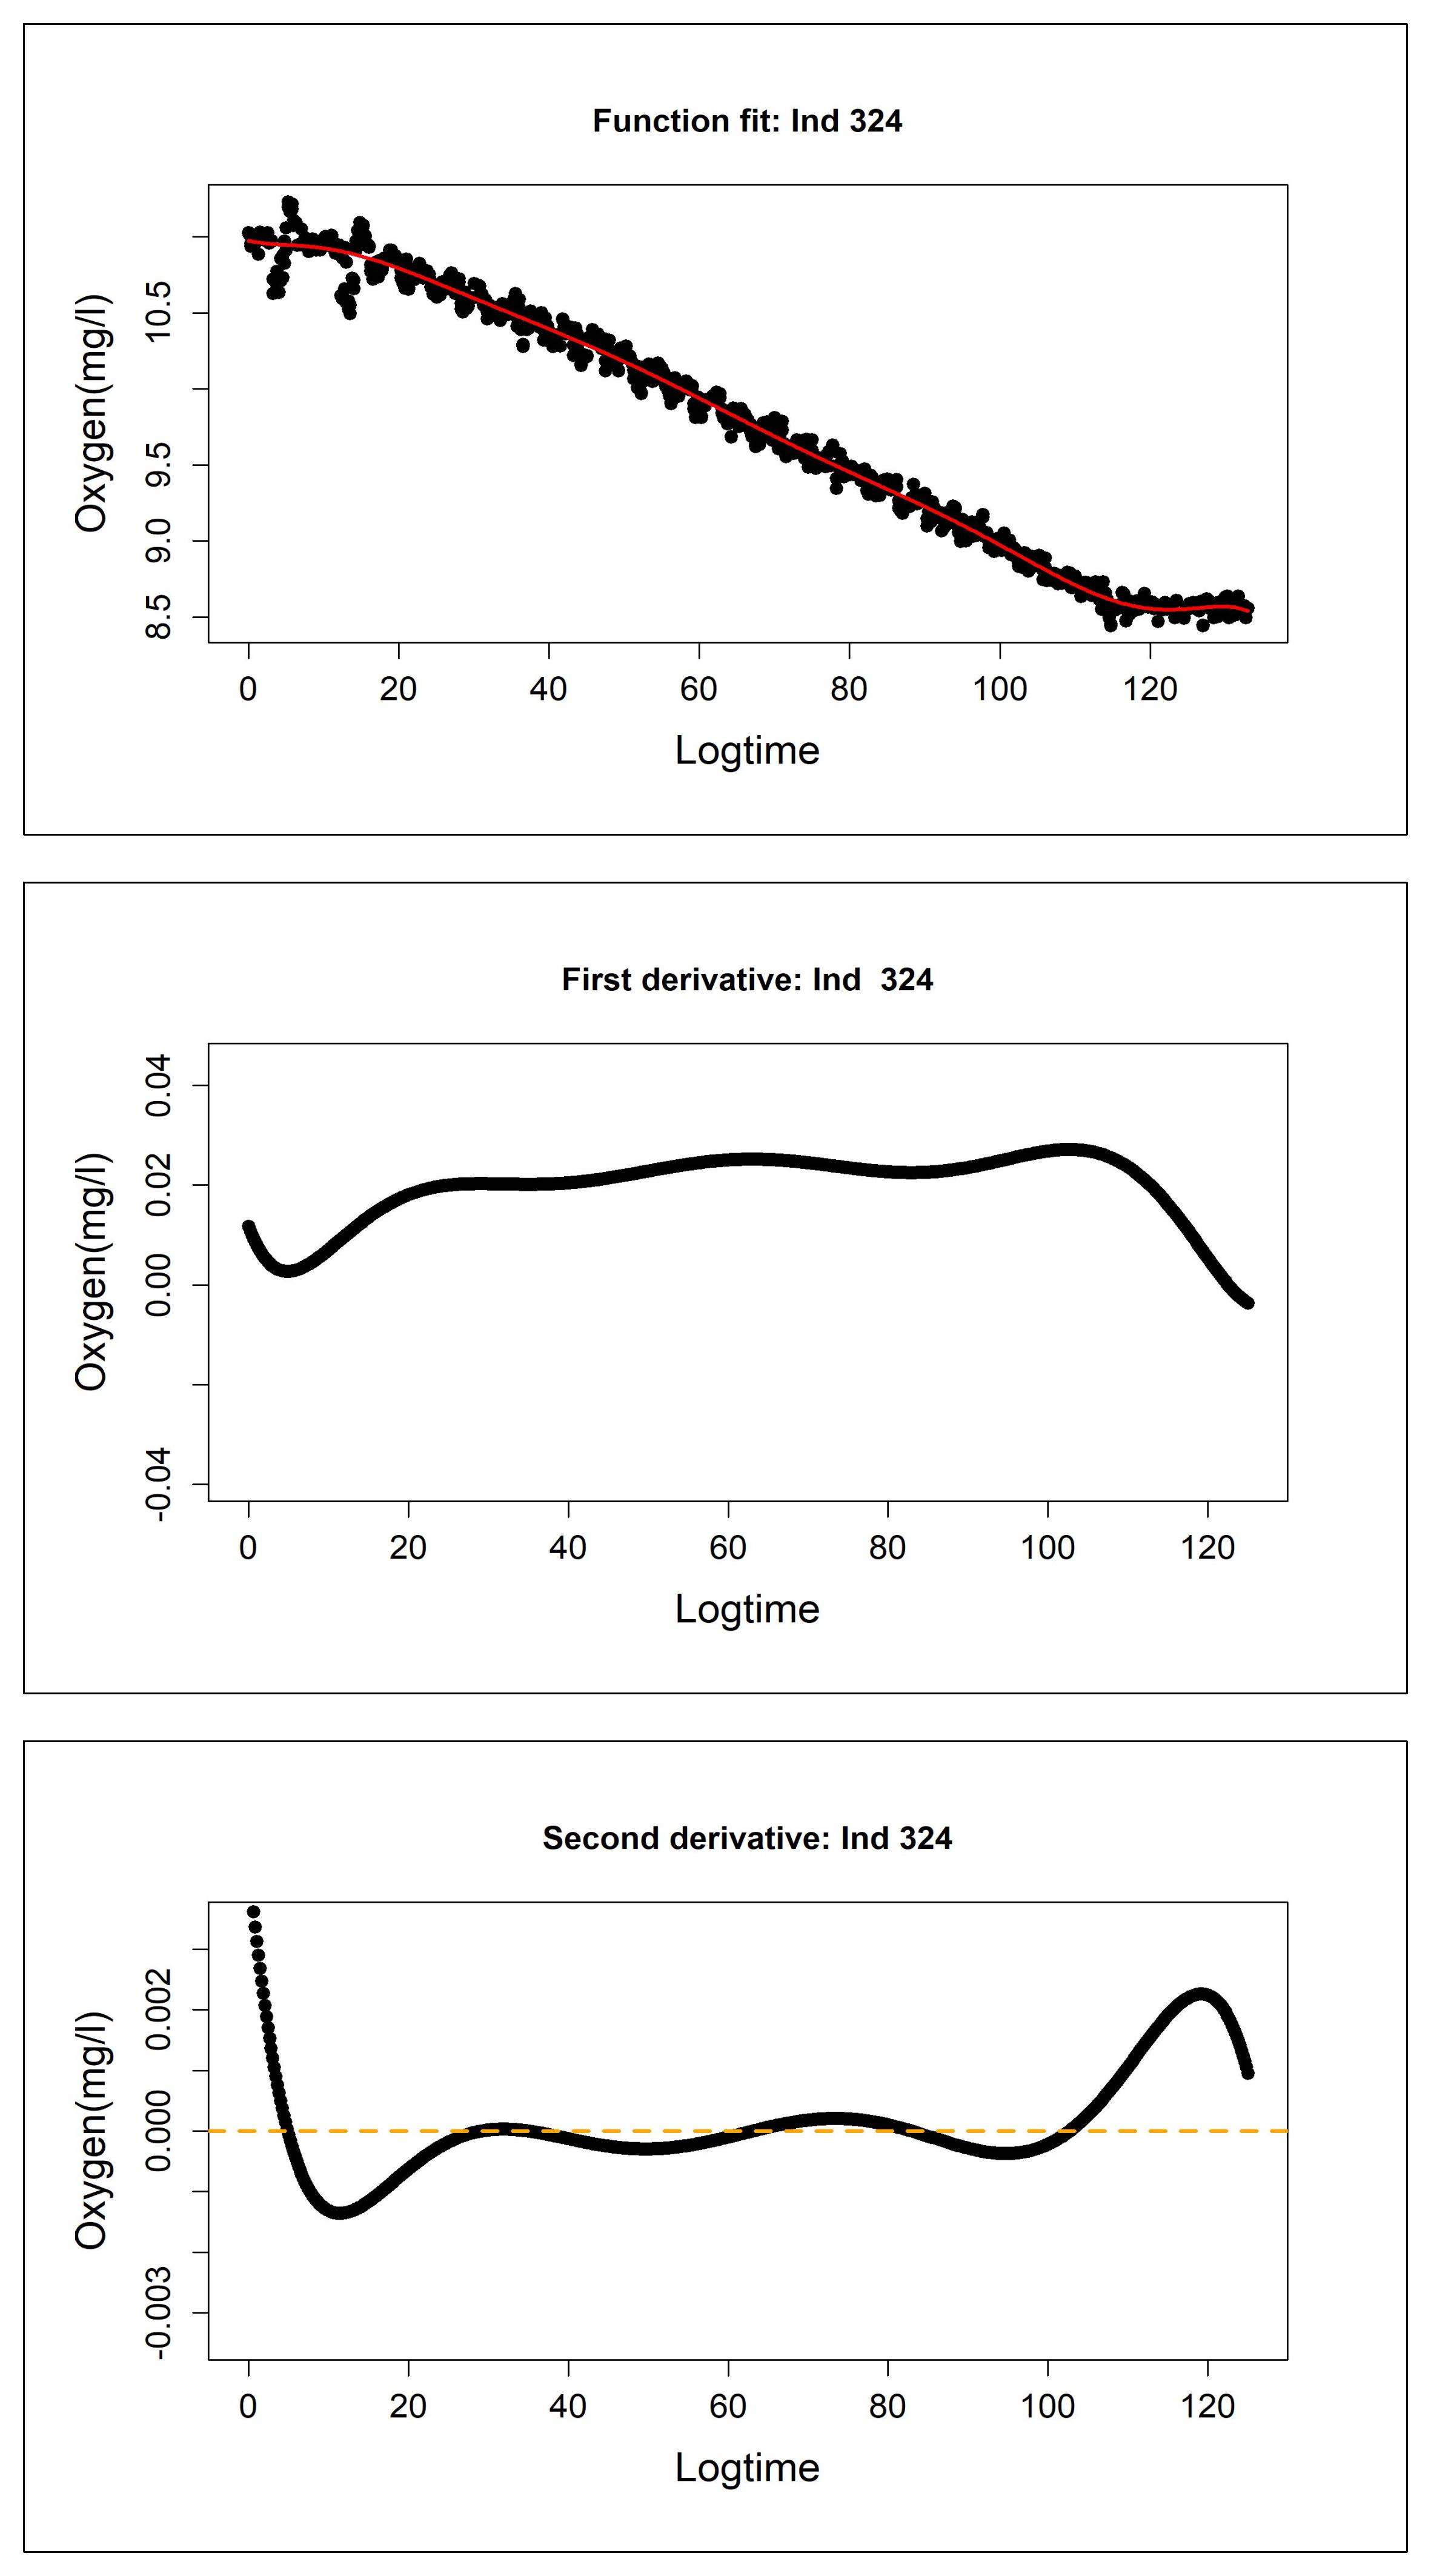 Function fit: Ind 324
Oxygen(mg/l)
10.5
9.5
9.0
8.5
0 20 40 60 80 100 120
Logtime
First derivative: Ind  324
Oxygen(mg/l)
0.04
0.02
0.00
-0.04
0 20 40 60 80 100 120
Logtime
Second derivative: Ind 324
Oxygen(mg/l)
0.002
0.000
-0.003
0 20 40 60 80 100 120
Logtime